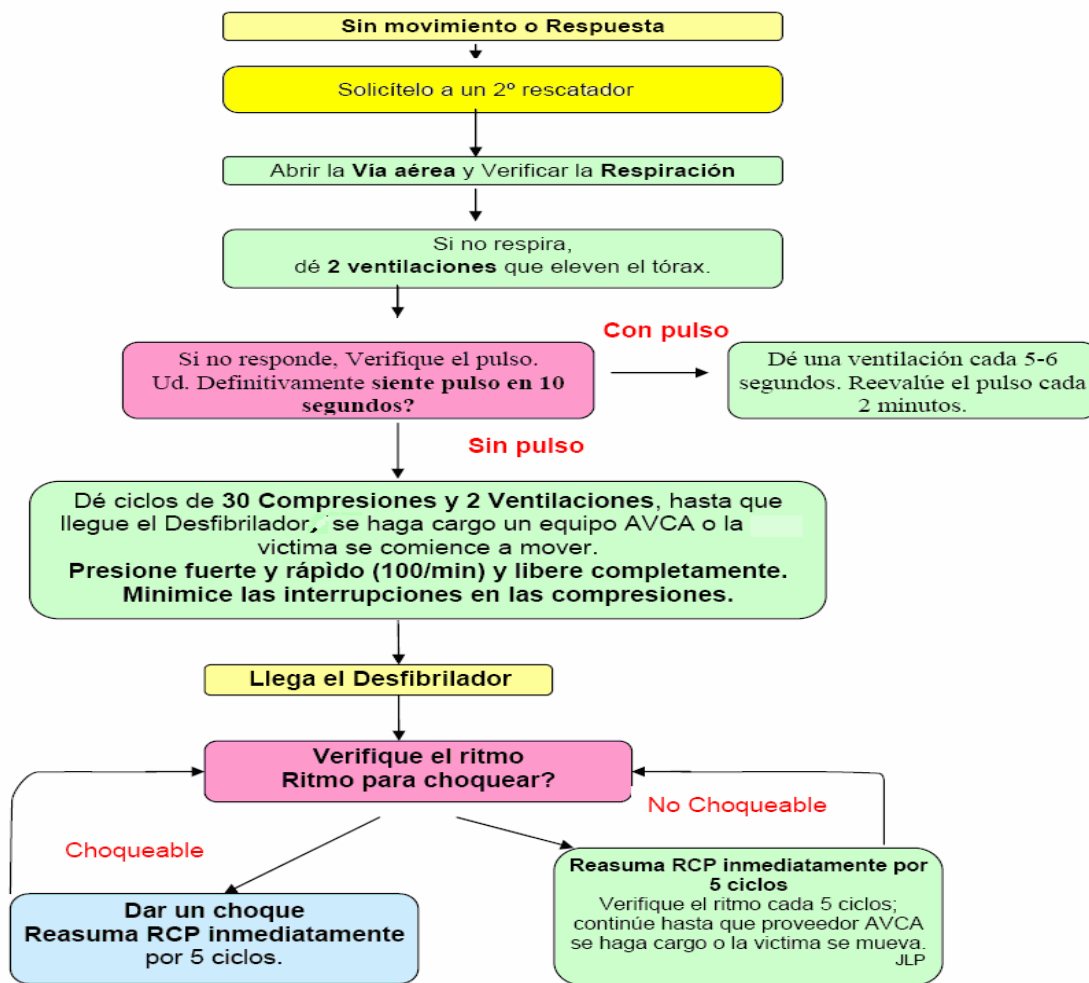 Sin movimiento o Respuesta
Solicítelo a un 2º rescatador
Abrir la Vía aérea y Verificar la Respiración
Si no respira,
dé 2 ventilaciones que eleven el tórax.
Con pulso
Si no responde, Verifique el pulso.
Ud. Definitivamente siente pulso en 10
segundos?
Dé una ventilación cada 5-6
segundos. Reevalúe el pulso cada
2 minutos.
Sin pulso
Dé ciclos de 30 Compresiones y 2 Ventilaciones, hasta que
llegue el Desfibrilador, se haga cargo un equipo AVCA o la
victima se comience a mover.
Presione fuerte y rápìdo (100/min) y libere completamente.
Minimice las interrupciones en las compresiones.
Llega el Desfibrilador
Verifique el ritmo
Ritmo para choquear?
No Choqueable
Choqueable
Dar un choque
Reasuma RCP inmediatamente
por 5 ciclos.
Reasuma RCP inmediatamente por
5 ciclos
Verifique el ritmo cada 5 ciclos;
continúe hasta que proveedor AVCA
se haga cargo o la victima se mueva.
JLP